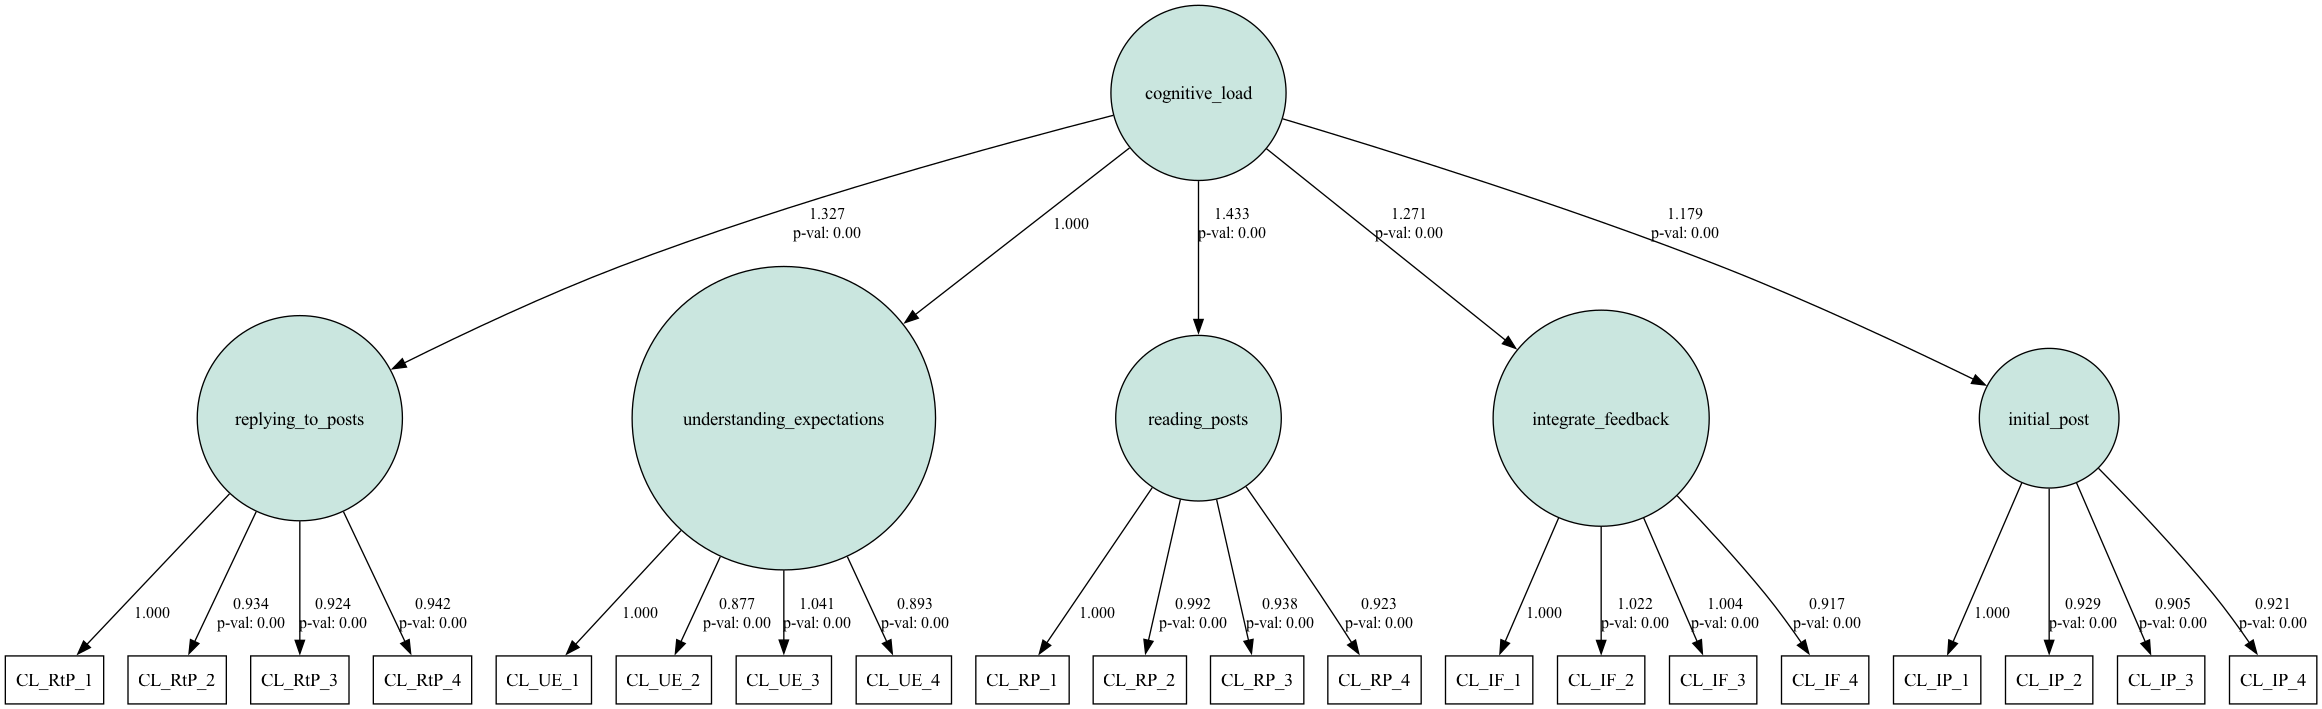 cognitive_load
1.327
p-val: 0.00
1.000
1.433
p-val: 0.00
1.271
p-val: 0.00
1.179
p-val: 0.00
replying_to_posts
understanding_expectations
reading_posts
integrate_feedback
initial_post
1.000
0.934
p-val: 0.00
0.924
p-val: 0.00
0.942
p-val: 0.00
1.000
0.877
p-val: 0.00
1.041
p-val: 0.00
0.893
p-val: 0.00
1.000
0.992
p-val: 0.00
0.938
p-val: 0.00
0.923
p-val: 0.00
1.000
1.022
p-val: 0.00
1.004
p-val: 0.00
0.917
p-val: 0.00
1.000
0.929
p-val: 0.00
0.905
p-val: 0.00
0.921
p-val: 0.00
CL_RtP_1
CL_RtP_2
CL_RtP_3
CL_RtP_4
CL_UE_1
CL_UE_2
CL_UE_3
CL_UE_4
CL_RP_1
CL_RP_2
CL_RP_3
CL_RP_4
CL_IF_1
CL_IF_2
CL_IF_3
CL_IF_4
CL_IP_1
CL_IP_2
CL_IP_3
CL_IP_4